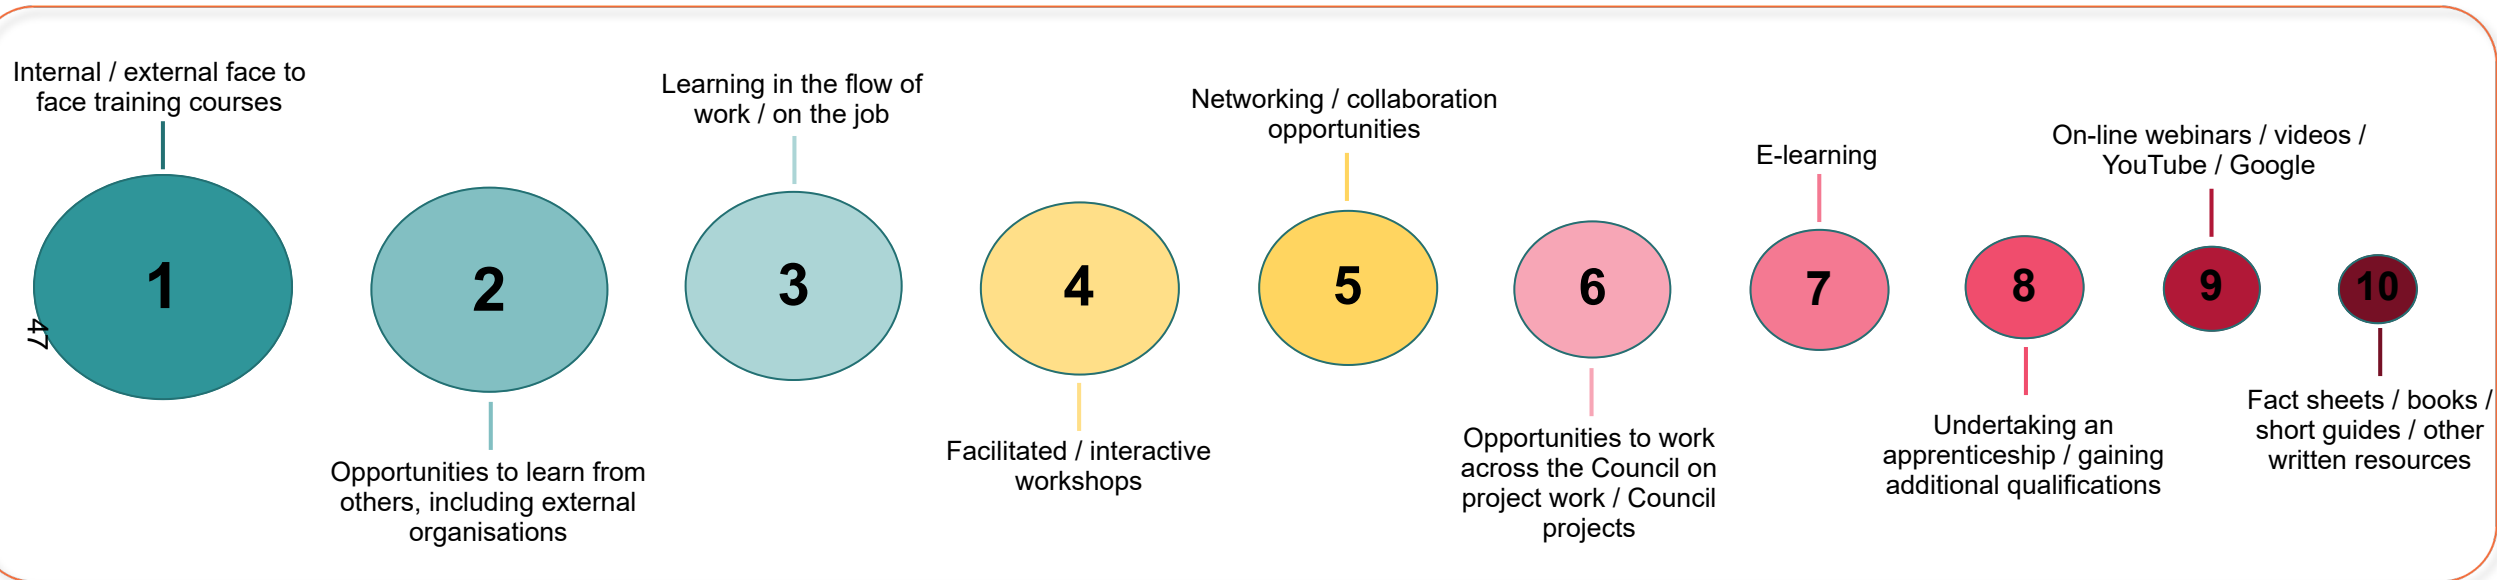 Internal / external face to
face training courses
1
47
2
Opportunities to learn from
others, including external
organisations
Learning in the flow of
work / on the job
3
4
Facilitated / interactive
workshops
Networking / collaboration
opportunities
5
6
Opportunities to work
across the Council on
project work / Council
projects
E-learning
7
8
Undertaking an
apprenticeship / gaining
additional qualifications
On-line webinars / videos /
YouTube / Google
9
10
Fact sheets / books /
short guides / other
written resources